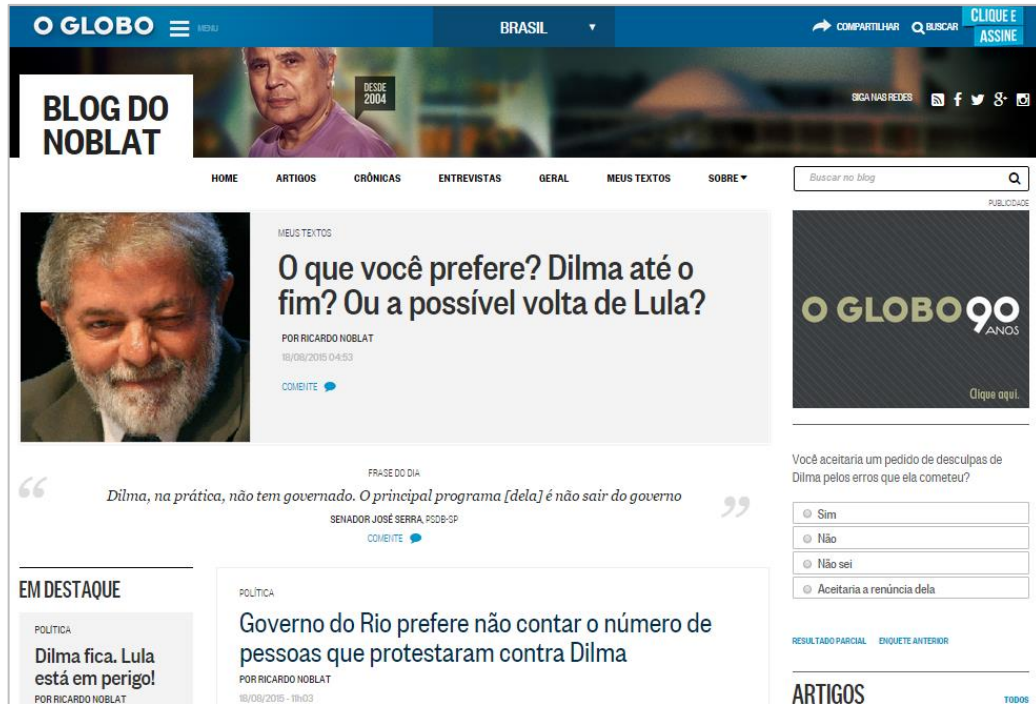 O GLOBO
MENU
BRASIL
COMPARTILHAR
BUSCAR
CLIQUE E
ASSINE
BLOG DO
NOBLAT
DESDE
2004
SIGA NAS REDES
HOME
ARTIGOS
CRÔNICAS
ENTREVISTAS
GERAL
MEUS TEXTOS
SOBRE
Buscar no blog
PUBLICIDADE
MEUS TEXTOS
O que você prefere? Dilma até o
fim? Ou a possível volta de Lula?
POR RICARDO NOBLAT
18/08/2015 04:53
COMENTE
O GLOBO 90
ANOS
Clique aqui.
FRASE DO DIA
“ Dilma, na prática, não tem governado. O principal programa [dela] é não sair do governo ”
SENADOR JOSÉ SERRA, PSDB-SP
COMENTE
Você aceitaria um pedido de desculpas de
Dilma pelos erros que ela cometeu?
Sim
Não
Não sei
Aceitaria a renúncia dela
RESULTADO PARCIAL ENQUETE ANTERIOR
EM DESTAQUE
POLÍTICA
Dilma fica. Lula
está em perigo!
POR RICARDO NOBLAT
POLÍTICA
Governo do Rio prefere não contar o número de
pessoas que protestaram contra Dilma
POR RICARDO NOBLAT
18/08/2015 - 11h03
ARTIGOS
TODOS